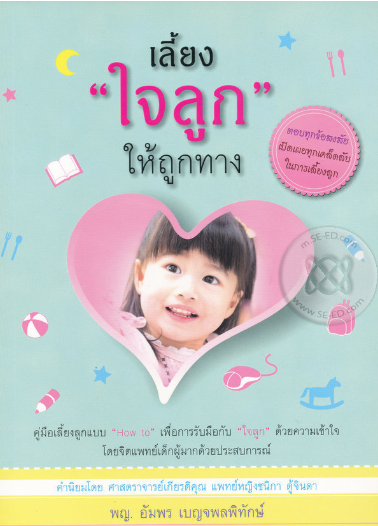 เลี้ยง
“ใจลูก”
ให้ถูกทาง
ตอบทุกข้อสงสัย
เปิดเผยทุกเคล็ดลับ
ในการเลี้ยงลูก
m.SE-ED.com
www.SE-ED.com
คู่มือเลี้ยงลูกแบบ “How to” เพื่อการรับมือกับ “ใจลูก” ด้วยความเข้าใจ
โดยจิตแพทย์เด็กผู้มากด้วยประสบการณ์
คำนิยมโดย ศาสตราจารย์เกียรติคุณ แพทย์หญิงชนิกา ตู้จินดา
พญ. อัมพร เบญจพลพิทักษ์